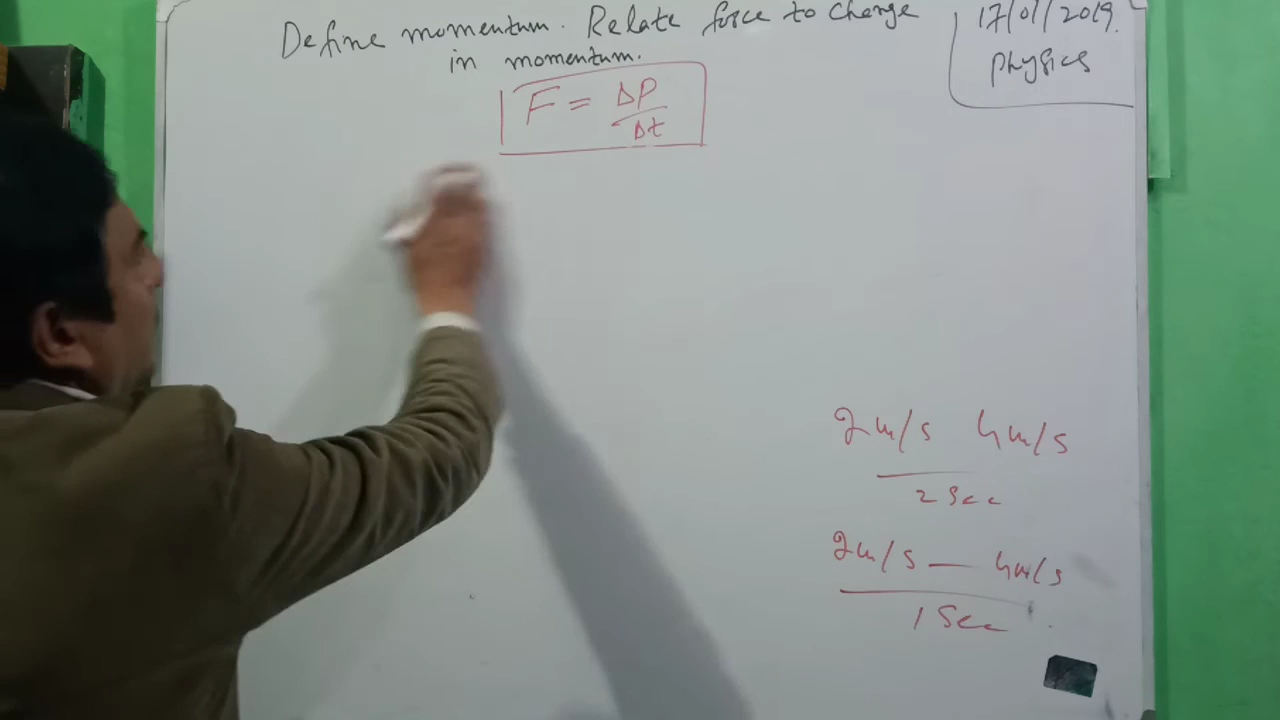 Define momentum. Relate force to change
in momentum.
17/01/2019.
physics
F = ΔP
Δt
2m/s 4m/s
2 Sec
2m/s — 4m/s
1 Sec